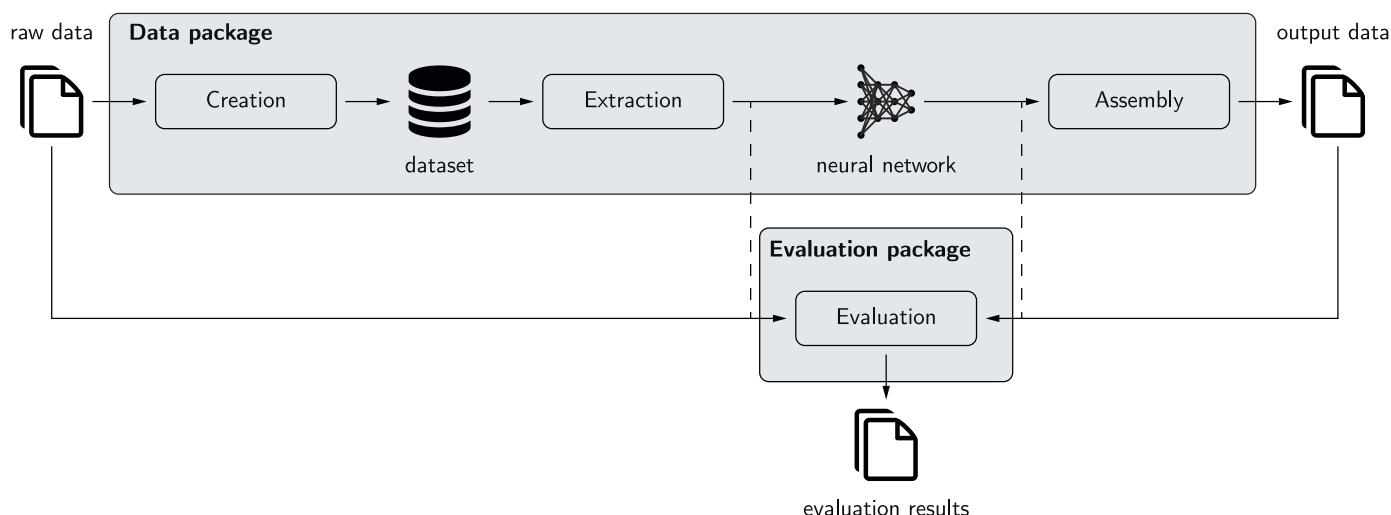 raw data
Data package
output data
Creation
Extraction
Assembly
dataset
neural network
Evaluation package
Evaluation
evaluation results